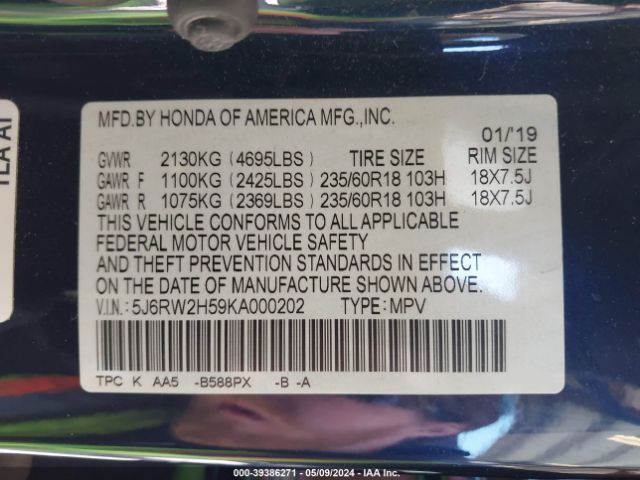 MFD.BY HONDA OF AMERICA MFG.,INC.
01/'19
GVWR 2130KG (4695LBS) TIRE SIZE RIM SIZE
GAWR F 1100KG (2425LBS) 235/60R18 103H 18X7.5J
GAWR R 1075KG (2369LBS) 235/60R18 103H 18X7.5J
THIS VEHICLE CONFORMS TO ALL APPLICABLE
FEDERAL MOTOR VEHICLE SAFETY
AND THEFT PREVENTION STANDARDS IN EFFECT
ON THE DATE OF MANUFACTURE SHOWN ABOVE.
V.I.N.: 5J6RW2H59KA000202 TYPE:MPV
TPC K AA5 -B588PX -B -A
000-39386271 - 05/09/2024 - IAA Inc.